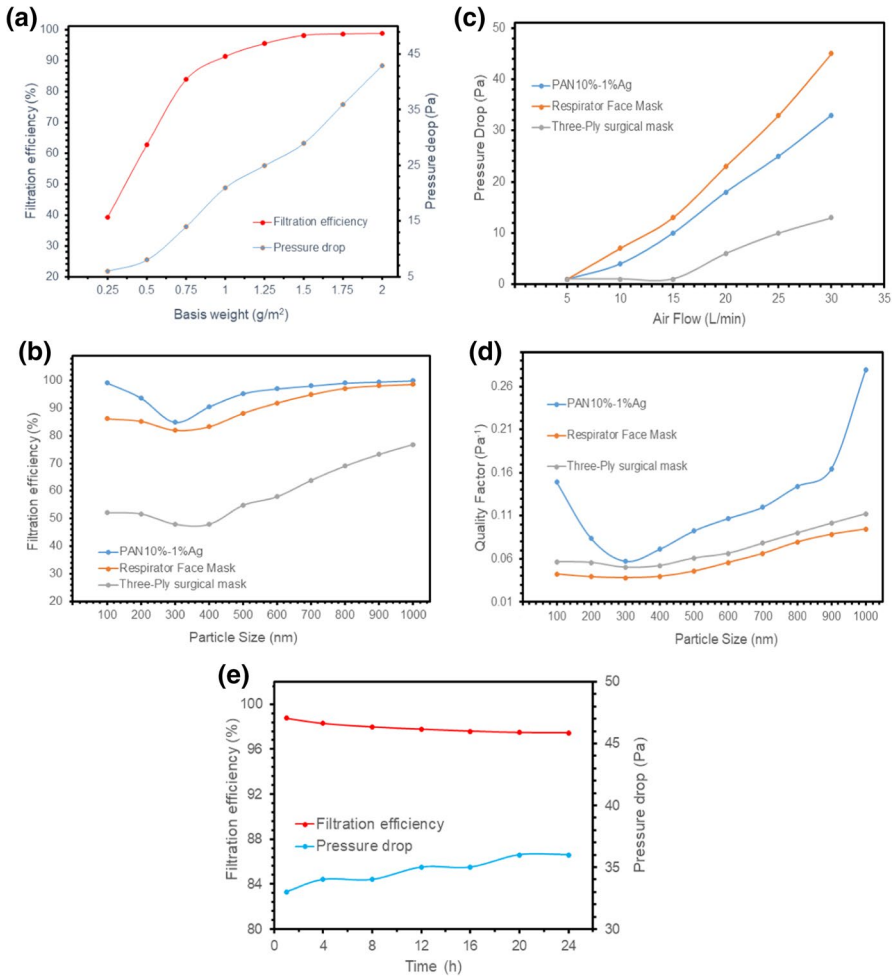 (a)
100
90
80
70
60
50
40
30
20
Filtration efficiency (%)
45
35
25
15
5
Pressure deop (Pa)
Filtration efficiency
Pressure drop
0.25 0.5 0.75 1 1.25 1.5 1.75 2
Basis weight (g/m²)
(c)
50
40
30
20
10
0
Pressure Drop (Pa)
PAN10%-1%Ag
Respirator Face Mask
Three-Ply surgical mask
5 10 15 20 25 30 35
Air Flow (L/min)
(b)
100
90
80
70
60
50
40
30
20
Filtration efficiency (%)
PAN10%-1%Ag
Respirator Face Mask
Three-Ply surgical mask
100 200 300 400 500 600 700 800 900 1000
Particle Size (nm)
(d)
0.26
0.21
0.16
0.11
0.06
0.01
Quality Factor (Pa⁻¹)
PAN10%-1%Ag
Respirator Face Mask
Three-Ply surgical mask
100 200 300 400 500 600 700 800 900 1000
Particle Size (nm)
(e)
100
96
92
88
84
80
Filtration efficiency (%)
50
45
40
35
30
Pressure drop (Pa)
Filtration efficiency
Pressure drop
0 4 8 12 16 20 24
Time (h)